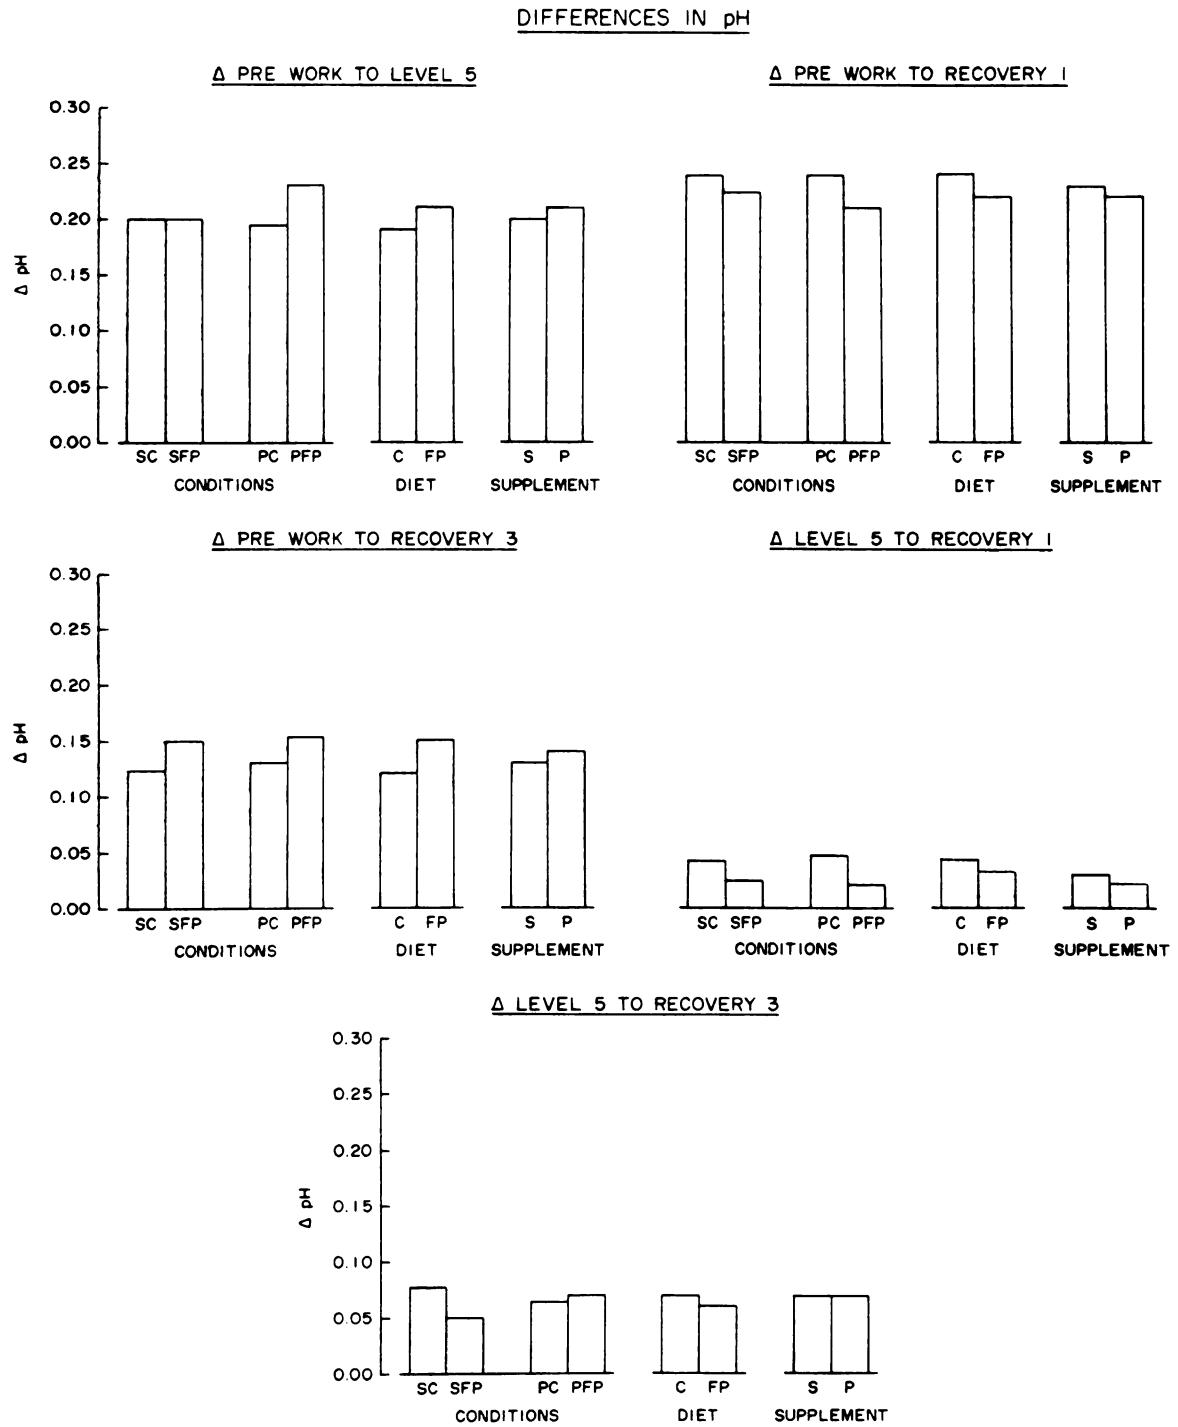 DIFFERENCES IN pH
Δ PRE WORK TO LEVEL 5
0.30
0.25
0.20
0.15
0.10
0.05
0.00
Δ pH
SC SFP PC PFP C FP S P
CONDITIONS DIET SUPPLEMENT
Δ PRE WORK TO RECOVERY 1
SC SFP PC PFP C FP S P
CONDITIONS DIET SUPPLEMENT
Δ PRE WORK TO RECOVERY 3
0.30
0.25
0.20
0.15
0.10
0.05
0.00
Δ pH
SC SFP PC PFP C FP S P
CONDITIONS DIET SUPPLEMENT
Δ LEVEL 5 TO RECOVERY 1
SC SFP PC PFP C FP S P
CONDITIONS DIET SUPPLEMENT
Δ LEVEL 5 TO RECOVERY 3
0.30
0.25
0.20
0.15
0.10
0.05
0.00
Δ pH
SC SFP PC PFP C FP S P
CONDITIONS DIET SUPPLEMENT